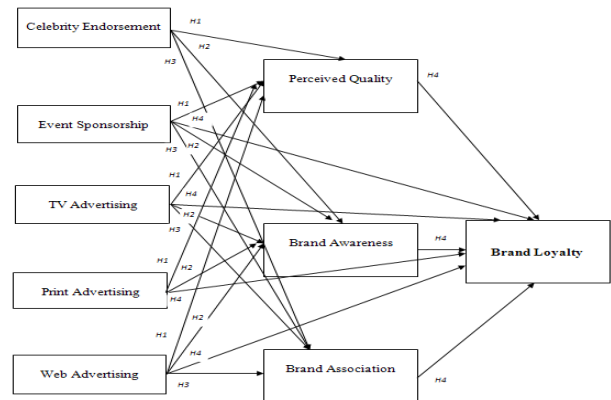 Celebrity Endorsement
H1
H2
H3
Perceived Quality
H4
Event Sponsorship
H1
H4
H3
H2
H1
TV Advertising
H4
H2
H3
Brand Awareness
H4
Brand Loyalty
H1
H2
Print Advertising
H4
H2
H1
H4
Web Advertising
H3
Brand Association
H4